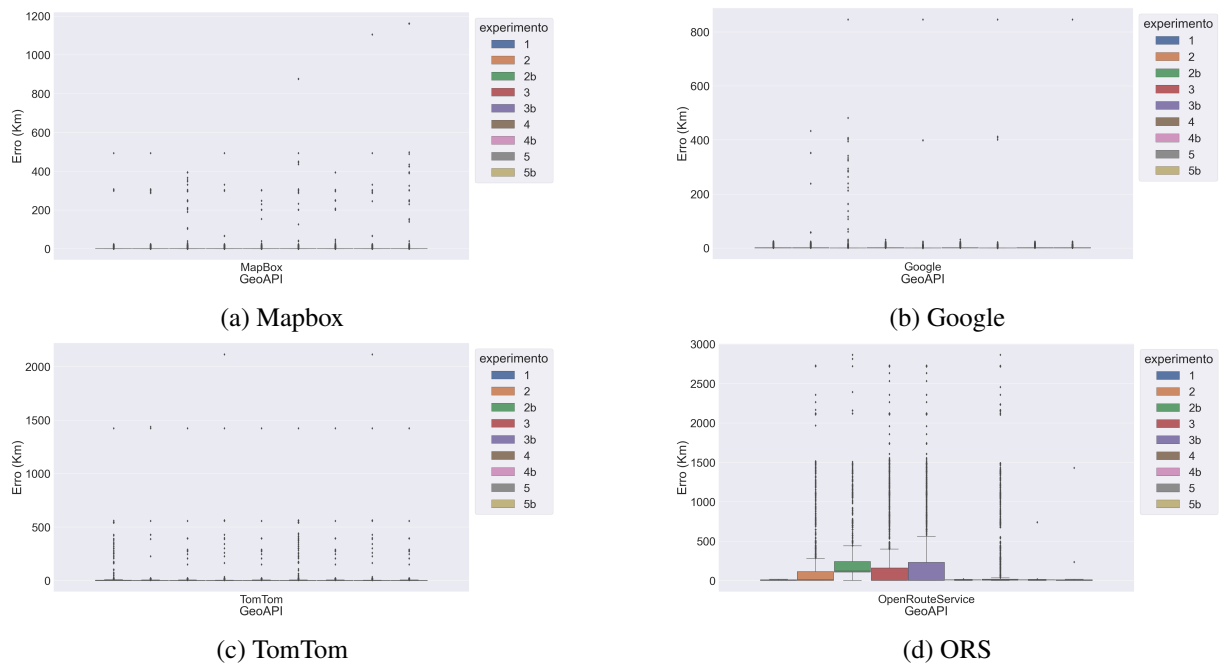 1200
1000
800
600
400
200
0
Erro (Km)
MapBox
GeoAPI
experimento
1
2
2b
3
3b
4
4b
5
5b
(a) Mapbox
800
600
400
200
0
Erro (Km)
Google
GeoAPI
experimento
1
2
2b
3
3b
4
4b
5
5b
(b) Google
2000
1500
1000
500
0
Erro (Km)
TomTom
GeoAPI
experimento
1
2
2b
3
3b
4
4b
5
5b
(c) TomTom
3000
2500
2000
1500
1000
500
0
Erro (Km)
OpenRouteService
GeoAPI
experimento
1
2
2b
3
3b
4
4b
5
5b
(d) ORS